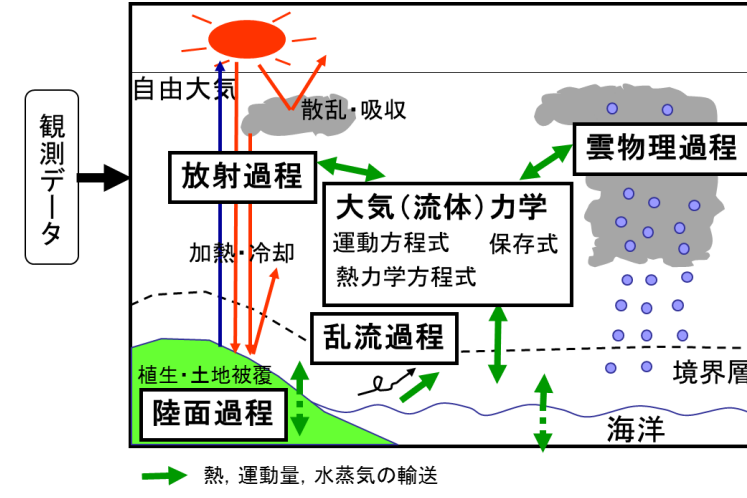 観測データ
自由大気
散乱・吸収
雲物理過程
放射過程
大気（流体）力学
運動方程式　保存式
熱力学方程式
加熱・冷却
乱流過程
境界層
植生・土地被覆
陸面過程
海洋
熱, 運動量, 水蒸気の輸送